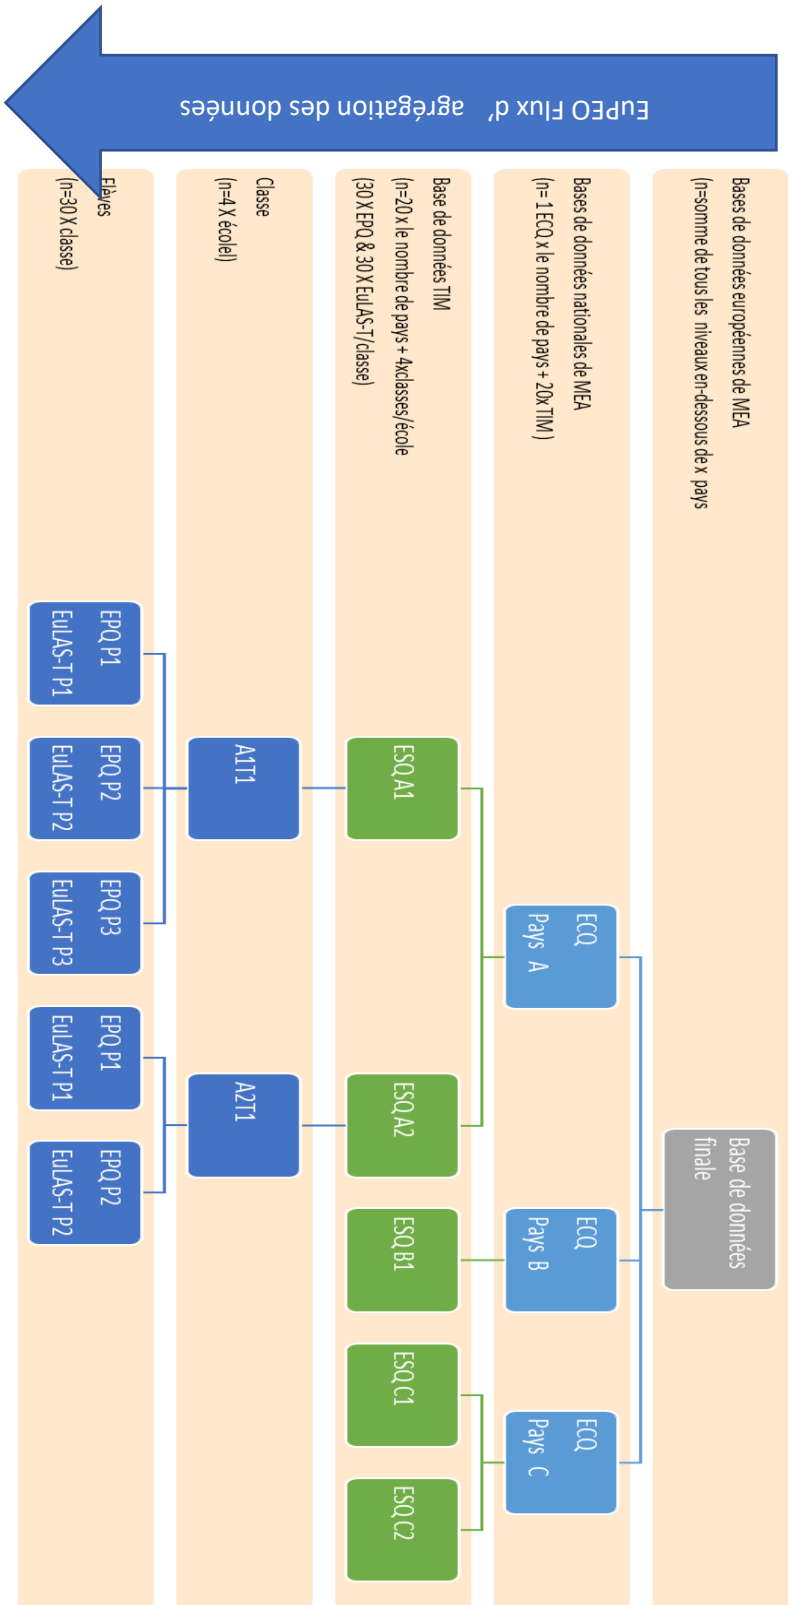 EuPEO Flux d’ agrégation des données
Bases de données européennes de MEA
(n=somme de tous les niveaux en-dessous de x pays
Base de données
finale
Bases de données nationales de MEA
(n= 1 ECQ x le nombre de pays + 20xTIM )
ECQ
Pays A
ECQ
Pays B
ECQ
Pays C
Base de données TIM
(n=20 x le nombre de pays + 4xclasses/école
(30 X EPQ & 30 X EuLAS-T/classe)
ESQ A1
ESQ A2
ESQ B1
ESQ C1
ESQ C2
Classe
(n=4 X écolel)
A1T1
A2T1
Elèves
(n=30 X classe)
EPQ P1
EuLAS-T P1
EPQ P2
EuLAS-T P2
EPQ P3
EuLAS-T P3
EPQ P1
EuLAS-T P1
EPQ P2
EuLAS-T P2